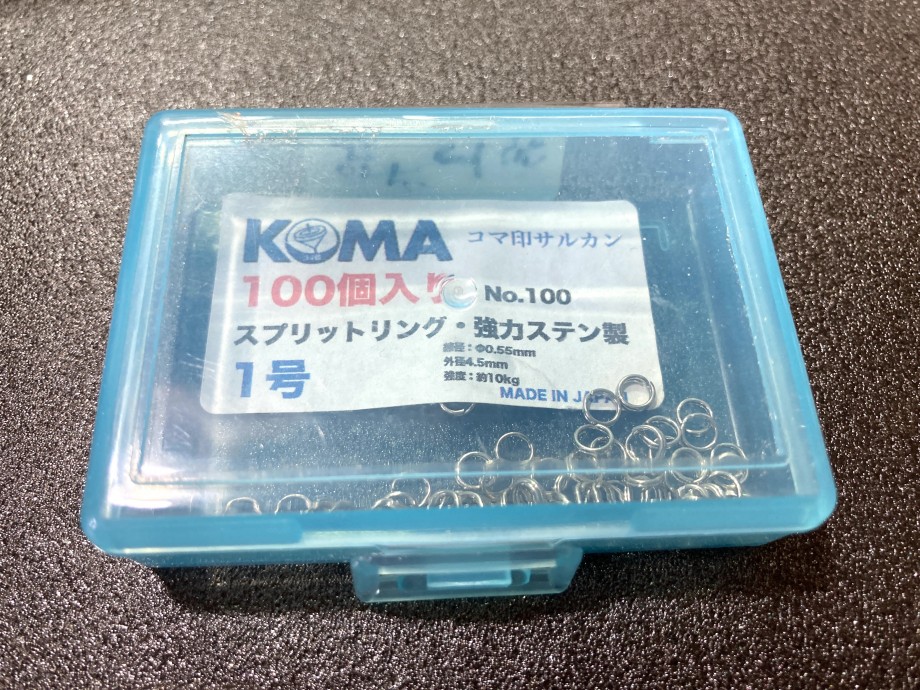 KOMA コマ印サルカン
100個入り No.100
スプリットリング・強力ステン製
線径:Φ0.55mm
外径4.5mm
1号
強度:約10kg
MADE IN JAPAN